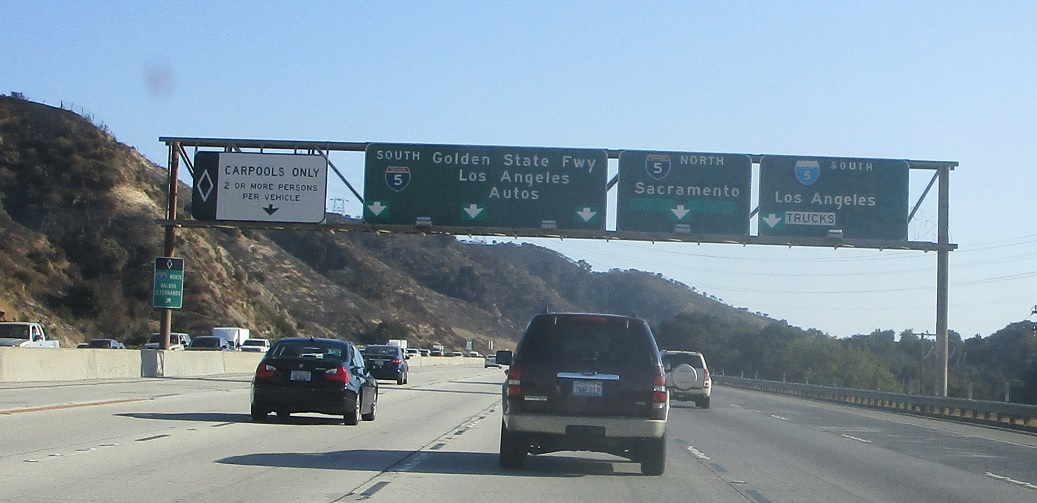 CARPOOLS ONLY
2 OR MORE PERSONS
PER VEHICLE
SOUTH Golden State Fwy
5 Los Angeles
Autos
5 NORTH
Sacramento
5 SOUTH
Los Angeles
TRUCKS
NORTH